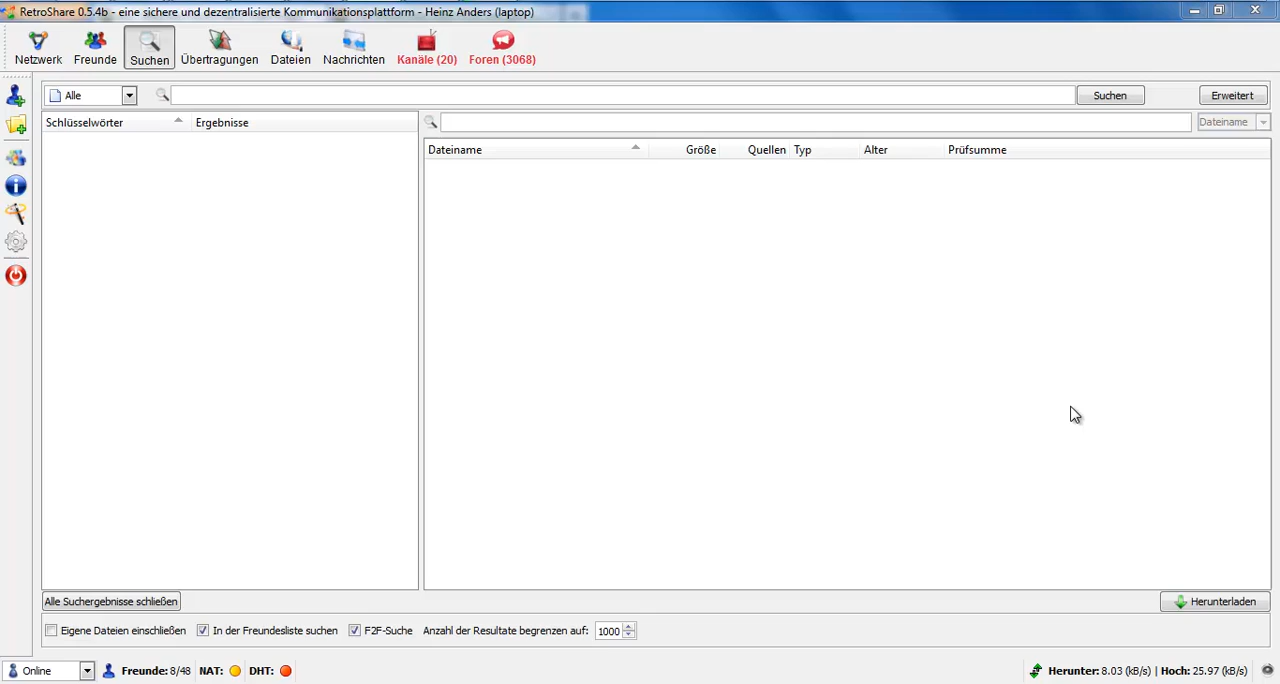 RetroShare 0.5.4b - eine sichere und dezentralisierte Kommunikationsplattform - Heinz Anders (laptop)
Netzwerk Freunde Suchen Übertragungen Dateien Nachrichten Kanäle (20) Foren (3068)
Alle Suchen Erweitert
Schlüsselwörter Ergebnisse Dateiname
Dateiname Größe Quellen Typ Alter Prüfsumme
Alle Suchergebnisse schließen Herunterladen
Eigene Dateien einschließen In der Freundesliste suchen F2F-Suche Anzahl der Resultate begrenzen auf: 1000
Online Freunde: 8/48 NAT: DHT: Herunter: 8.03 (kB/s) | Hoch: 25.97 (kB/s)